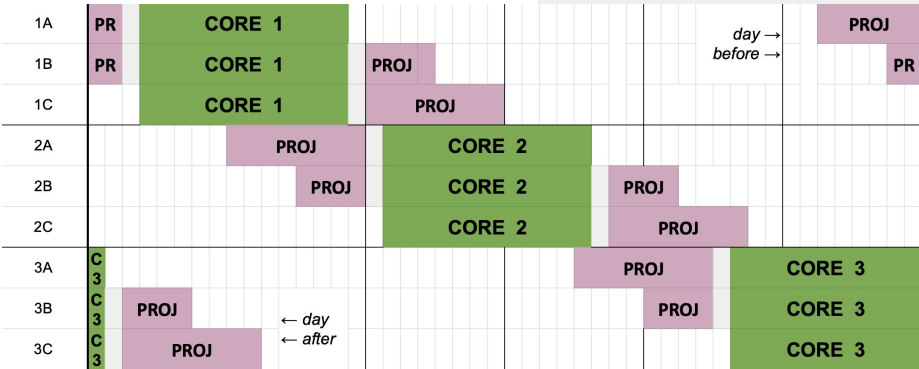 1A PR CORE 1 day → PROJ
1B PR CORE 1 PROJ before → PR
1C CORE 1 PROJ
2A PROJ CORE 2
2B PROJ CORE 2 PROJ
2C CORE 2 PROJ
3A C 3 PROJ CORE 3
3B C 3 PROJ ← day PROJ CORE 3
3C C 3 PROJ ← after CORE 3